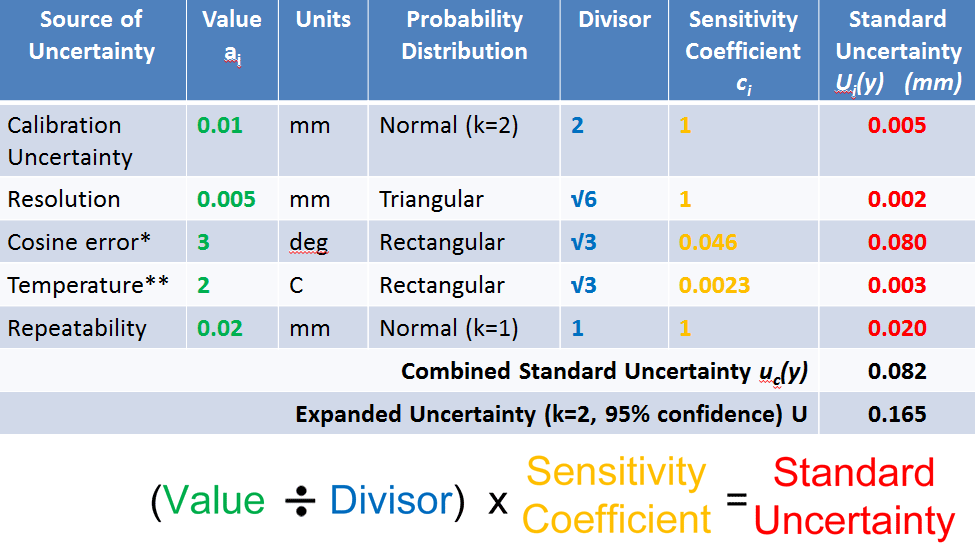 Source of Uncertainty | Value aᵢ | Units | Probability Distribution | Divisor | Sensitivity Coefficient cᵢ | Standard Uncertainty Uᵢ(y) (mm)
Calibration Uncertainty | 0.01 | mm | Normal (k=2) | 2 | 1 | 0.005
Resolution | 0.005 | mm | Triangular | √6 | 1 | 0.002
Cosine error* | 3 | deg | Rectangular | √3 | 0.046 | 0.080
Temperature** | 2 | C | Rectangular | √3 | 0.0023 | 0.003
Repeatability | 0.02 | mm | Normal (k=1) | 1 | 1 | 0.020
Combined Standard Uncertainty u꜀(y) | 0.082
Expanded Uncertainty (k=2, 95% confidence) U | 0.165
(Value ÷ Divisor) x Sensitivity Coefficient = Standard Uncertainty